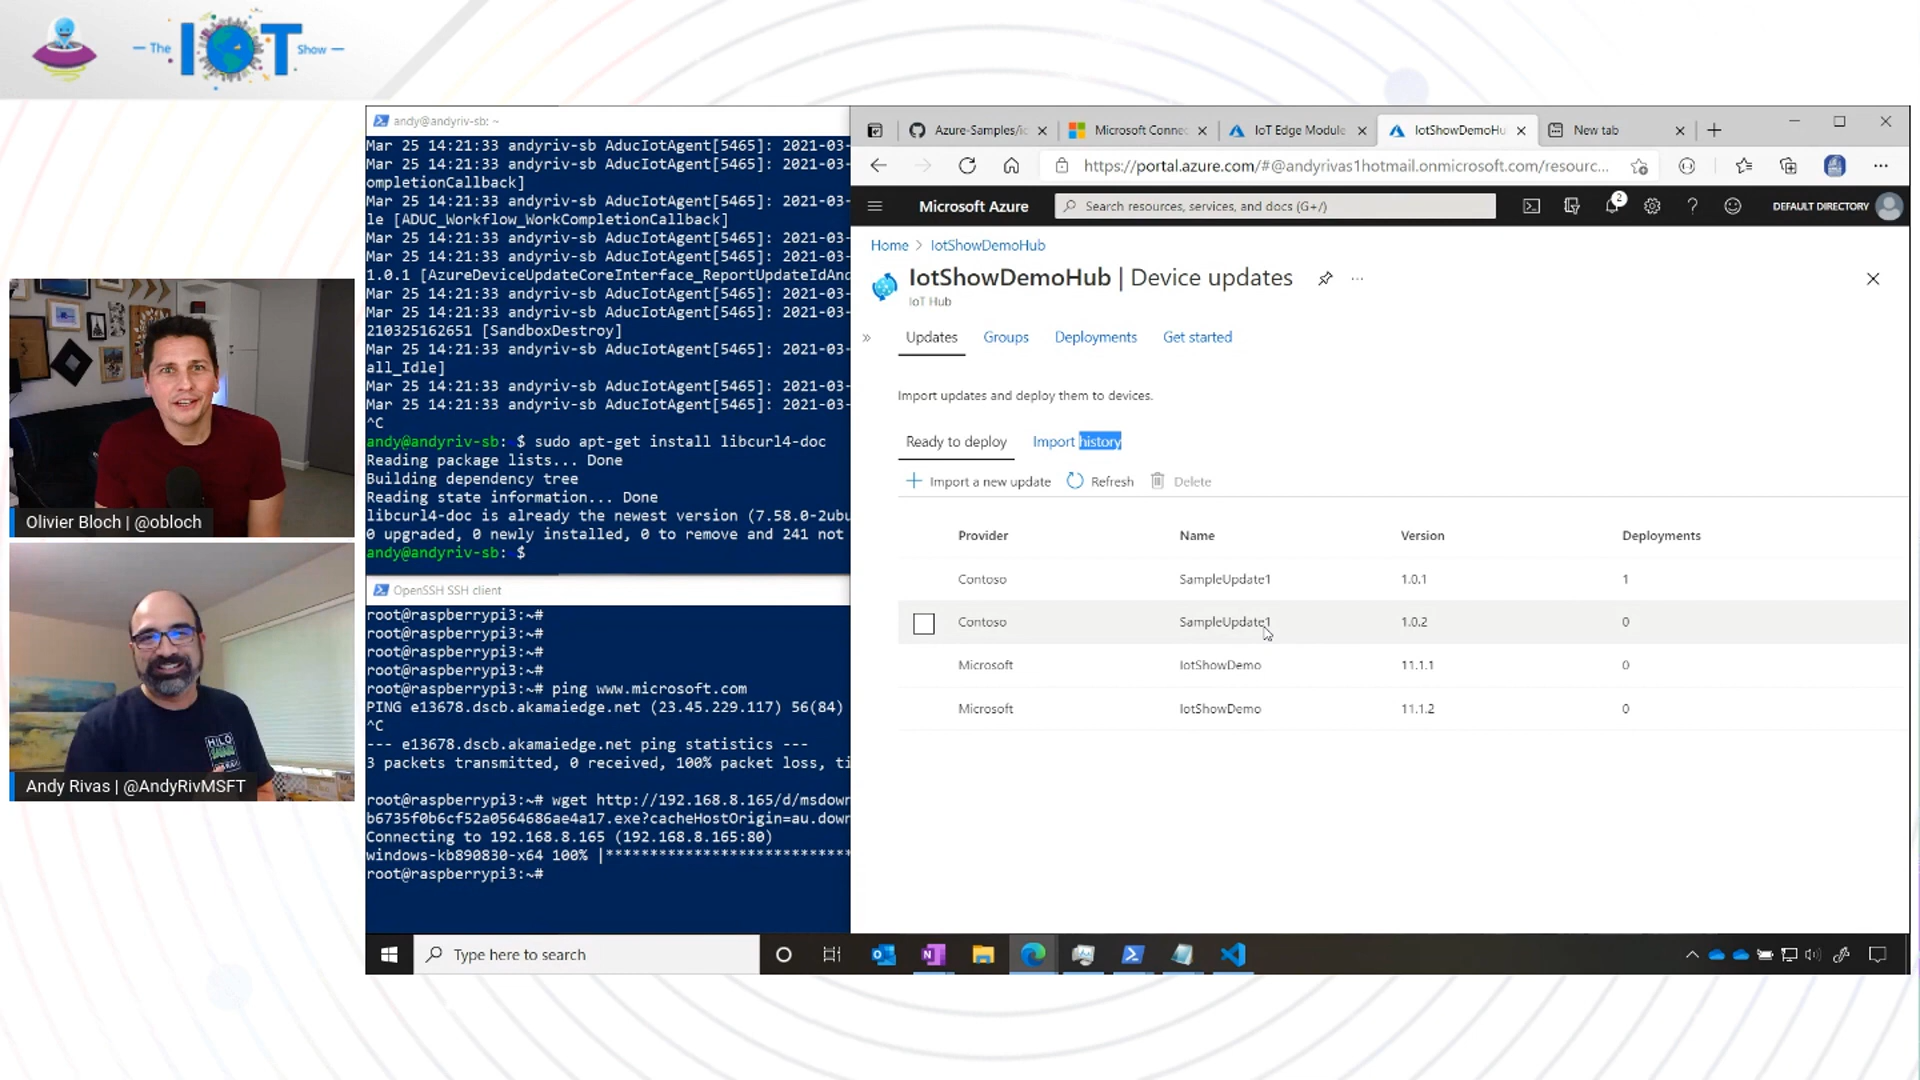 The IOT Show
andy@andyriv-sb: ~
Mar 25 14:21:33 andyriv-sb AducIotAgent[5465]: 2021-03-
Mar 25 14:21:33 andyriv-sb AducIotAgent[5465]: 2021-03-
ompletionCallback]
Mar 25 14:21:33 andyriv-sb AducIotAgent[5465]: 2021-03-
le [ADUC_Workflow_WorkCompletionCallback]
Mar 25 14:21:33 andyriv-sb AducIotAgent[5465]: 2021-03-
Mar 25 14:21:33 andyriv-sb AducIotAgent[5465]: 2021-03-
1.0.1 [AzureDeviceUpdateCoreInterface_ReportUpdateIdAnd
Mar 25 14:21:33 andyriv-sb AducIotAgent[5465]: 2021-03-
Mar 25 14:21:33 andyriv-sb AducIotAgent[5465]: 2021-03-
210325162651 [SandboxDestroy]
Mar 25 14:21:33 andyriv-sb AducIotAgent[5465]: 2021-03-
all_Idle]
Mar 25 14:21:33 andyriv-sb AducIotAgent[5465]: 2021-03-
Mar 25 14:21:33 andyriv-sb AducIotAgent[5465]: 2021-03-
^C
andy@andyriv-sb:~$ sudo apt-get install libcurl4-doc
Reading package lists... Done
Building dependency tree
Reading state information... Done
libcurl4-doc is already the newest version (7.58.0-2ubu
0 upgraded, 0 newly installed, 0 to remove and 241 not
andy@andyriv-sb:~$
OpenSSH SSH client
root@raspberrypi3:~#
root@raspberrypi3:~#
root@raspberrypi3:~#
root@raspberrypi3:~#
root@raspberrypi3:~# ping www.microsoft.com
PING e13678.dscb.akamaiedge.net (23.45.229.117) 56(84)
^C
--- e13678.dscb.akamaiedge.net ping statistics ---
3 packets transmitted, 0 received, 100% packet loss, ti
root@raspberrypi3:~# wget http://192.168.8.165/d/msdown
b6735f0b6cf52a0564686ae4a17.exe?cacheHostOrigin=au.down
Connecting to 192.168.8.165 (192.168.8.165:80)
windows-kb890830-x64 100% |***************************
root@raspberrypi3:~#
Azure-Samples/io
Microsoft Connec
IoT Edge Module
IotShowDemoHu
New tab
https://portal.azure.com/#@andyrivas1hotmail.onmicrosoft.com/resourc...
Microsoft Azure
Search resources, services, and docs (G+/)
2
DEFAULT DIRECTORY
Home > IotShowDemoHub
IotShowDemoHub | Device updates
IoT Hub
Updates Groups Deployments Get started
Import updates and deploy them to devices.
Ready to deploy Import history
Import a new update Refresh Delete
Provider Name Version Deployments
Contoso SampleUpdate1 1.0.1 1
Contoso SampleUpdate1 1.0.2 0
Microsoft IotShowDemo 11.1.1 0
Microsoft IotShowDemo 11.1.2 0
Olivier Bloch | @obloch
HILO
Andy Rivas | @AndyRivMSFT
Type here to search